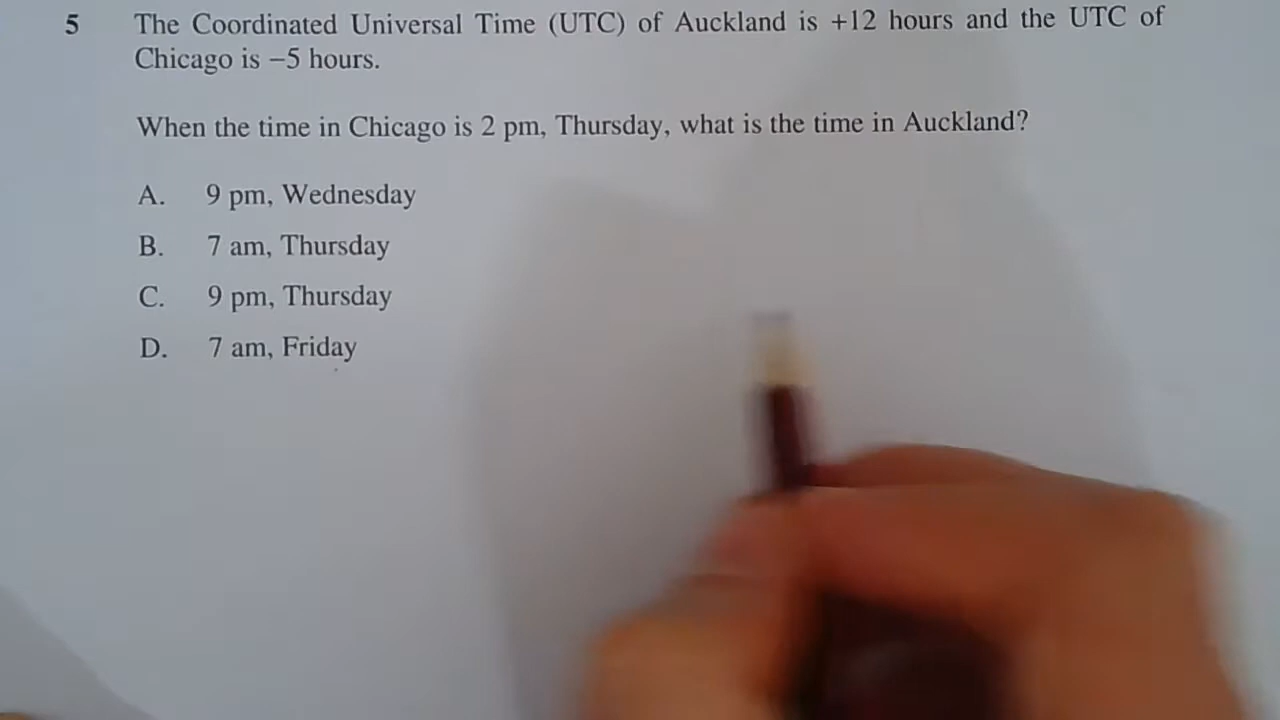 5 The Coordinated Universal Time (UTC) of Auckland is +12 hours and the UTC of
Chicago is −5 hours.
When the time in Chicago is 2 pm, Thursday, what is the time in Auckland?
A. 9 pm, Wednesday
B. 7 am, Thursday
C. 9 pm, Thursday
D. 7 am, Friday